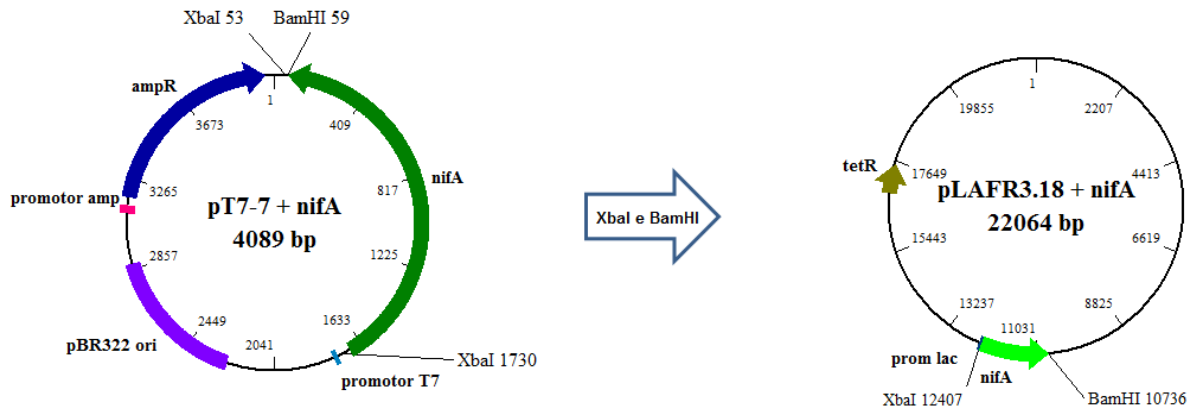 XbaI 53
BamHI 59
ampR
1
3673
409
3265
817
nifA
promotor amp
pT7-7 + nifA
4089 bp
2857
1225
pBR322 ori
2449
2041
1633
XbaI 1730
promotor T7
XbaI e BamHI
1
19855
2207
tetR
17649
4413
pLAFR3.18 + nifA
22064 bp
15443
6619
13237
11031
8825
prom lac
nifA
XbaI 12407
BamHI 10736